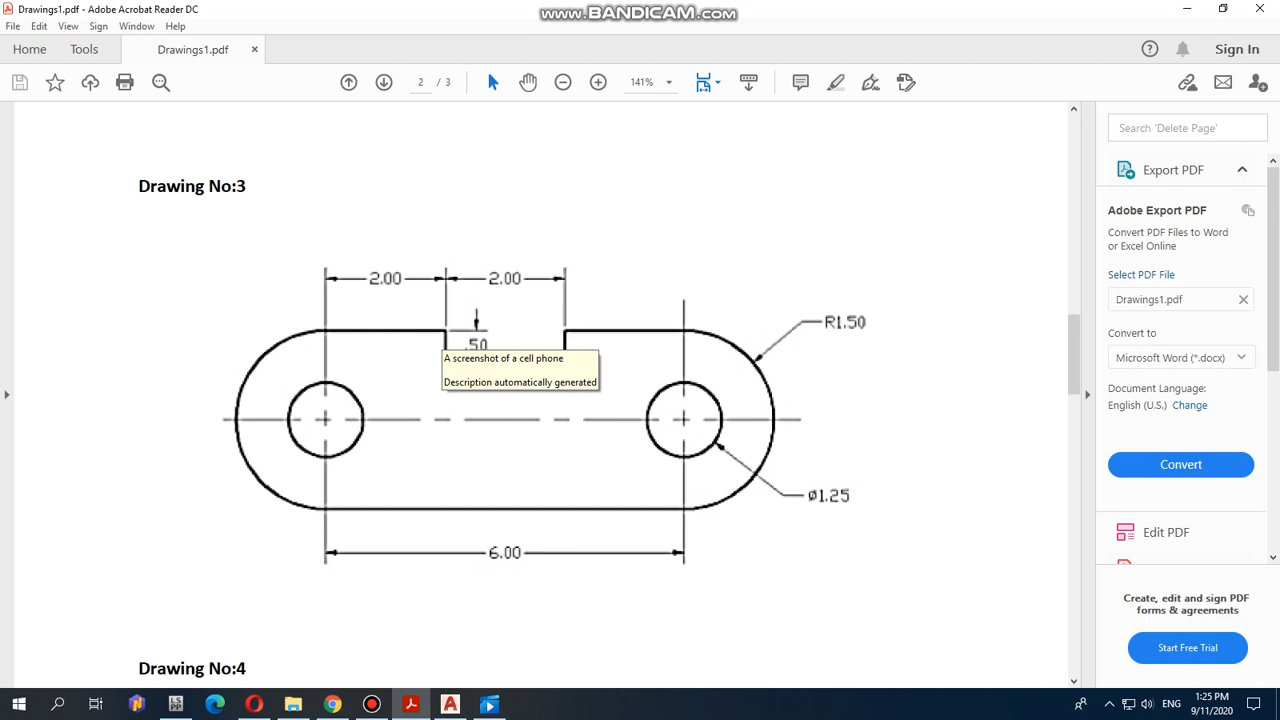 Drawings1.pdf - Adobe Acrobat Reader DC
WWW.BANDICAM.COM
File Edit View Sign Window Help
Home Tools Drawings1.pdf Sign In
2 / 3 141%
Search 'Delete Page'
Export PDF
Adobe Export PDF
Convert PDF Files to Word
or Excel Online
Select PDF File
Drawings1.pdf
Convert to
Microsoft Word (*.docx)
Document Language:
English (U.S.) Change
Convert
Edit PDF
Create, edit and sign PDF
forms & agreements
Start Free Trial
Drawing No:3
2.00 2.00
R1.50
.50
A screenshot of a cell phone
Description automatically generated
ø1.25
6.00
Drawing No:4
LS
PP
ENG
1:25 PM
9/11/2020